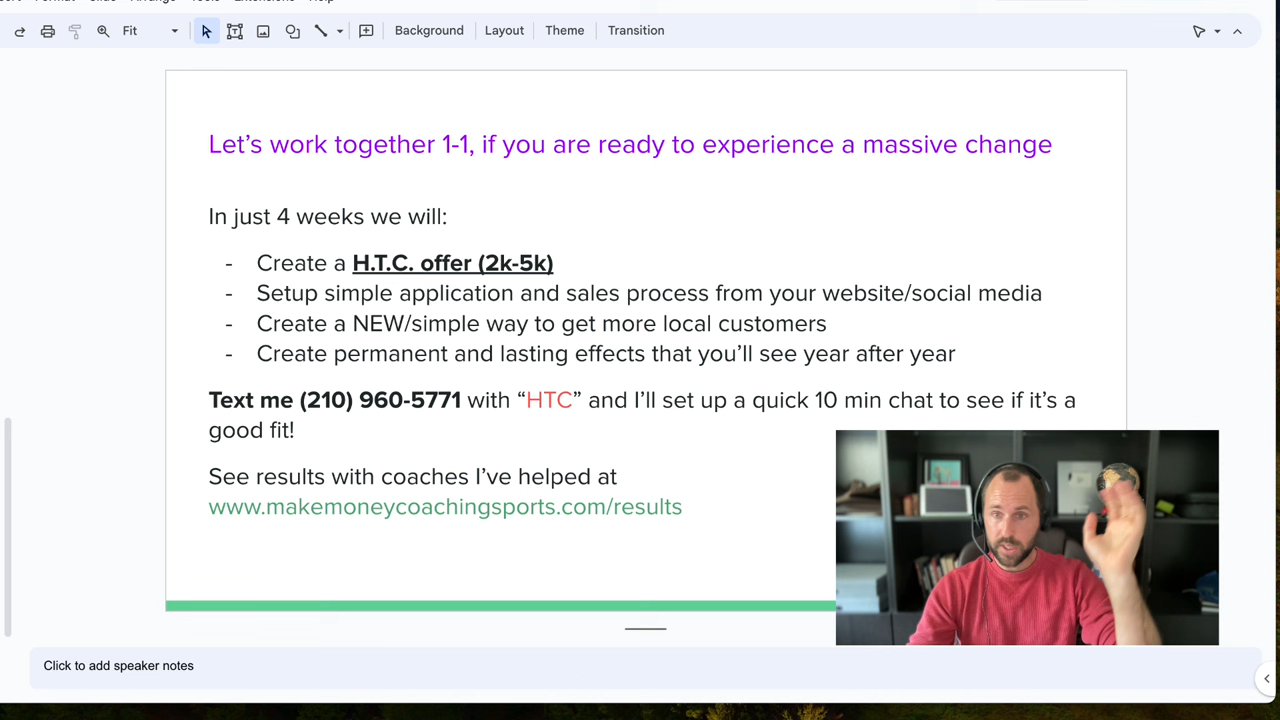 Fit
Background
Layout
Theme
Transition
Let's work together 1-1, if you are ready to experience a massive change
In just 4 weeks we will:
- Create a H.T.C. offer (2k-5k)
- Setup simple application and sales process from your website/social media
- Create a NEW/simple way to get more local customers
- Create permanent and lasting effects that you'll see year after year
Text me (210) 960-5771 with “HTC” and I'll set up a quick 10 min chat to see if it's a
good fit!
See results with coaches I've helped at
www.makemoneycoachingsports.com/results
Click to add speaker notes